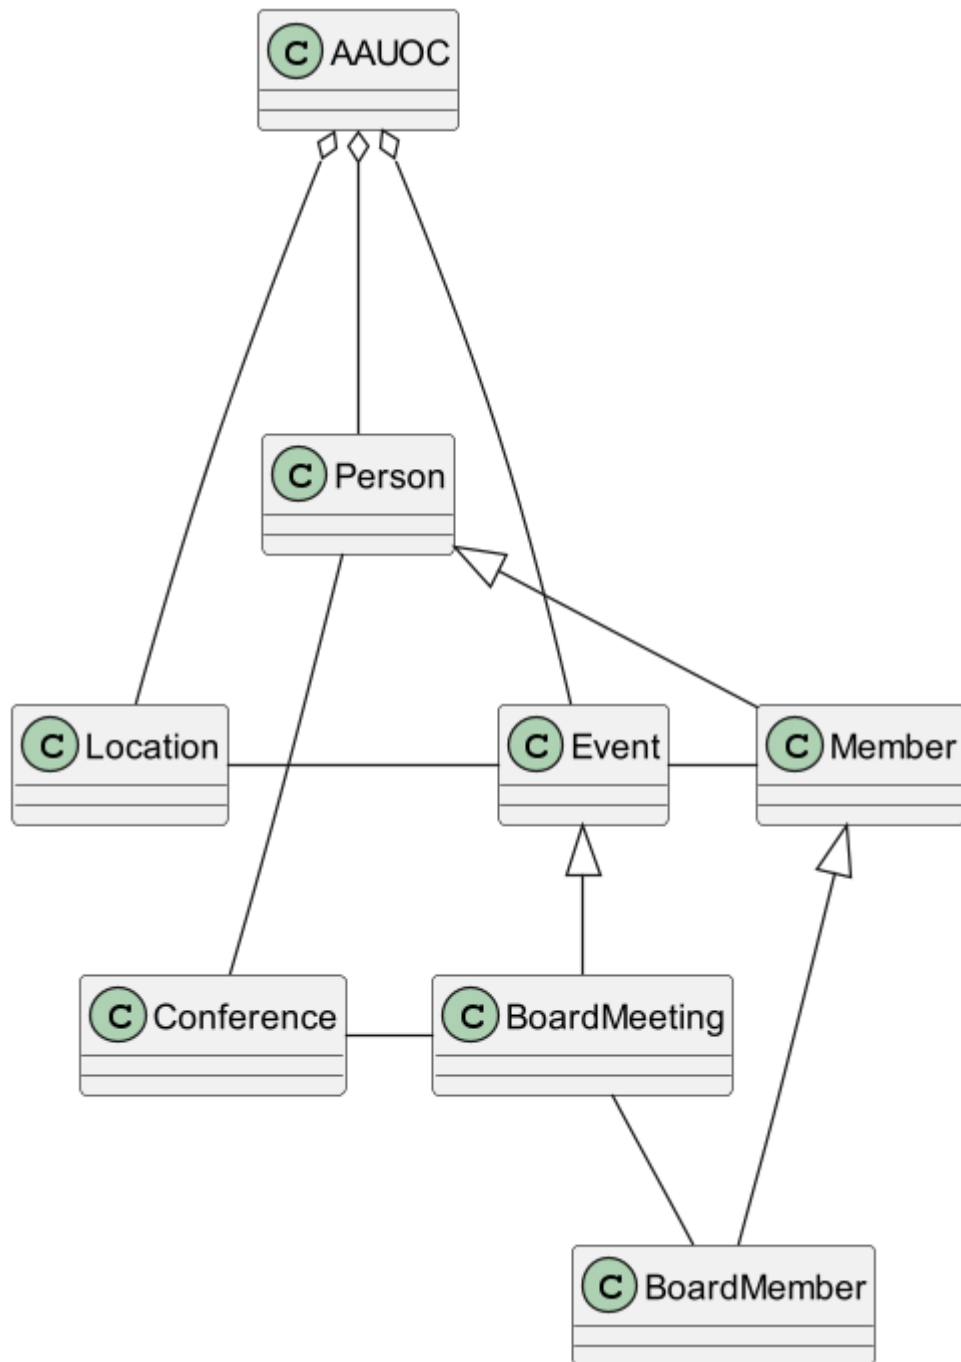 C AAUOC
C Person
C Location
C Event
C Member
C Conference
C BoardMeeting
C BoardMember